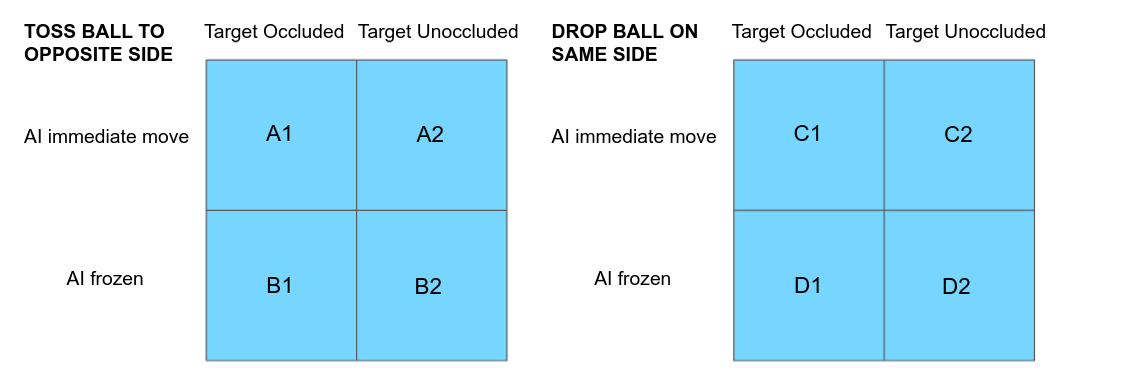 TOSS BALL TO
OPPOSITE SIDE
Target Occluded
Target Unoccluded
AI immediate move
A1
A2
AI frozen
B1
B2
DROP BALL ON
SAME SIDE
Target Occluded
Target Unoccluded
AI immediate move
C1
C2
AI frozen
D1
D2